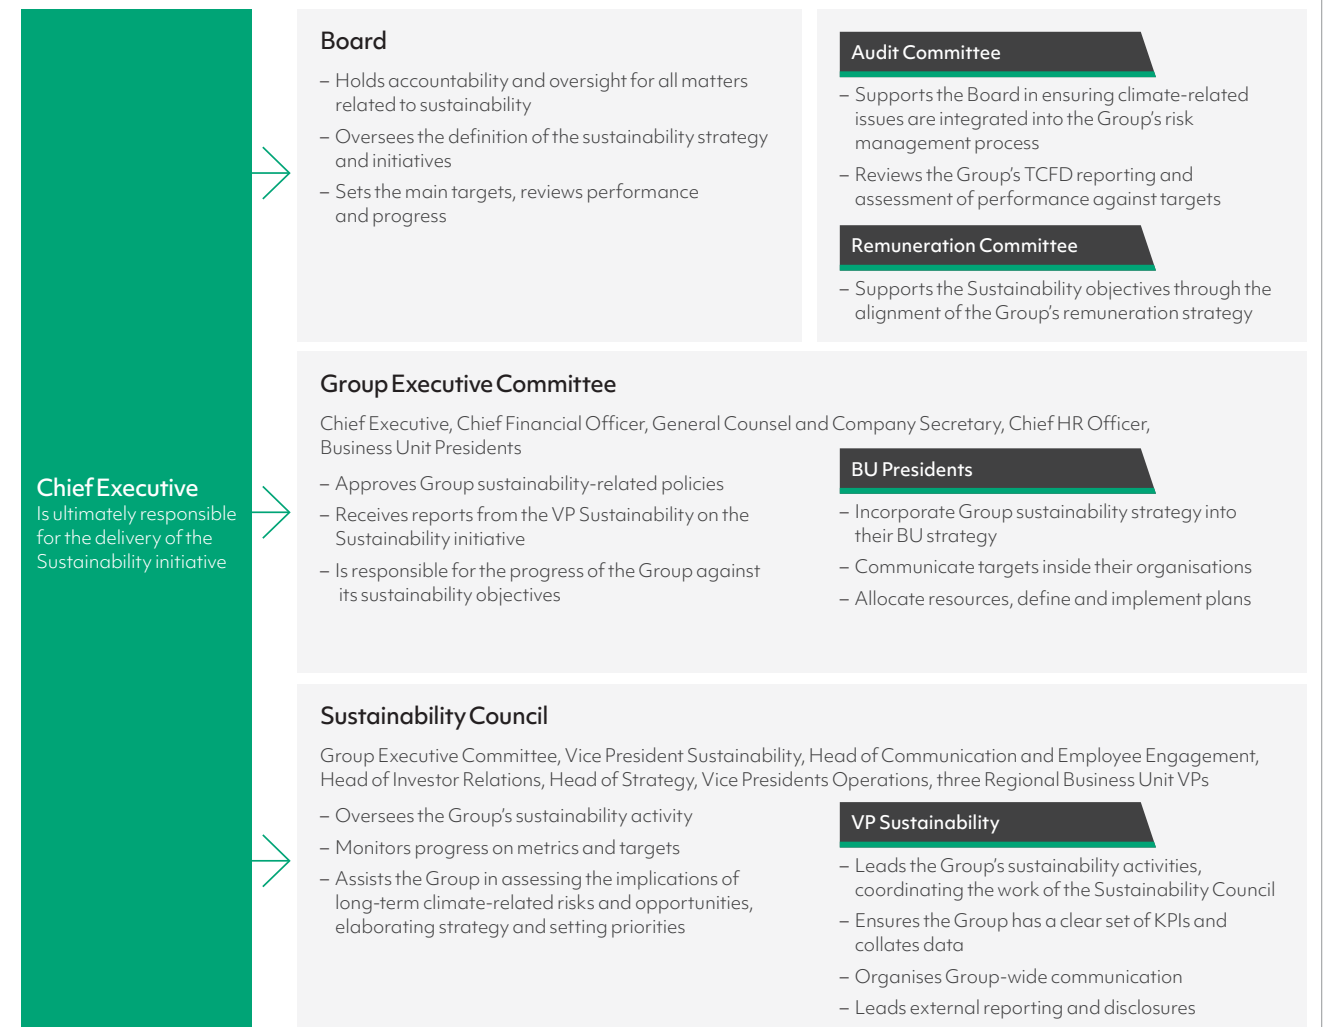 Chief Executive
Is ultimately responsible
for the delivery of the
Sustainability initiative
Board
– Holds accountability and oversight for all matters
related to sustainability
– Oversees the definition of the sustainability strategy
and initiatives
– Sets the main targets, reviews performance
and progress
Audit Committee
– Supports the Board in ensuring climate-related
issues are integrated into the Group’s risk
management process
– Reviews the Group’s TCFD reporting and
assessment of performance against targets
Remuneration Committee
– Supports the Sustainability objectives through the
alignment of the Group’s remuneration strategy
Group Executive Committee
Chief Executive, Chief Financial Officer, General Counsel and Company Secretary, Chief HR Officer,
Business Unit Presidents
– Approves Group sustainability-related policies
– Receives reports from the VP Sustainability on the
Sustainability initiative
– Is responsible for the progress of the Group against
its sustainability objectives
BU Presidents
– Incorporate Group sustainability strategy into
their BU strategy
– Communicate targets inside their organisations
– Allocate resources, define and implement plans
Sustainability Council
Group Executive Committee, Vice President Sustainability, Head of Communication and Employee Engagement,
Head of Investor Relations, Head of Strategy, Vice Presidents Operations, three Regional Business Unit VPs
– Oversees the Group’s sustainability activity
– Monitors progress on metrics and targets
– Assists the Group in assessing the implications of
long-term climate-related risks and opportunities,
elaborating strategy and setting priorities
VP Sustainability
– Leads the Group’s sustainability activities,
coordinating the work of the Sustainability Council
– Ensures the Group has a clear set of KPIs and
collates data
– Organises Group-wide communication
– Leads external reporting and disclosures